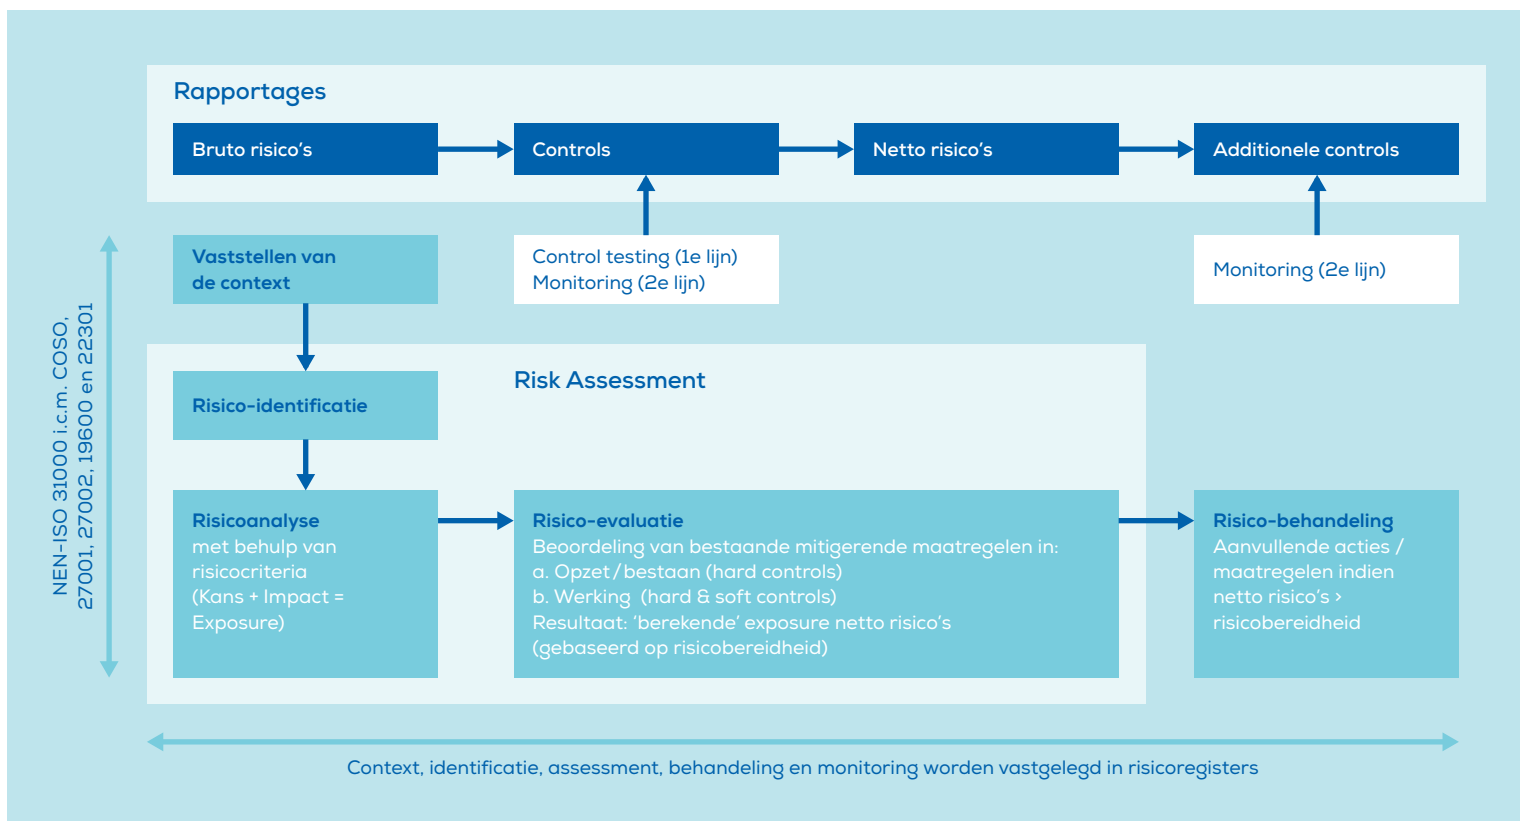 Rapportages
Bruto risico’s
Controls
Netto risico’s
Additionele controls
Vaststellen van
de context
Control testing (1e lijn)
Monitoring (2e lijn)
Monitoring (2e lijn)
NEN-ISO 31000 i.c.m. COSO,
27001, 27002, 19600 en 22301
Risk Assessment
Risico-identificatie
Risicoanalyse
met behulp van
risicocriteria
(Kans + Impact =
Exposure)
Risico-evaluatie
Beoordeling van bestaande mitigerende maatregelen in:
a. Opzet/bestaan (hard controls)
b. Werking (hard & soft controls)
Resultaat: ‘berekende’ exposure netto risico’s
(gebaseerd op risicobereidheid)
Risico-behandeling
Aanvullende acties /
maatregelen indien
netto risico’s >
risicobereidheid
Context, identificatie, assessment, behandeling en monitoring worden vastgelegd in risicoregisters